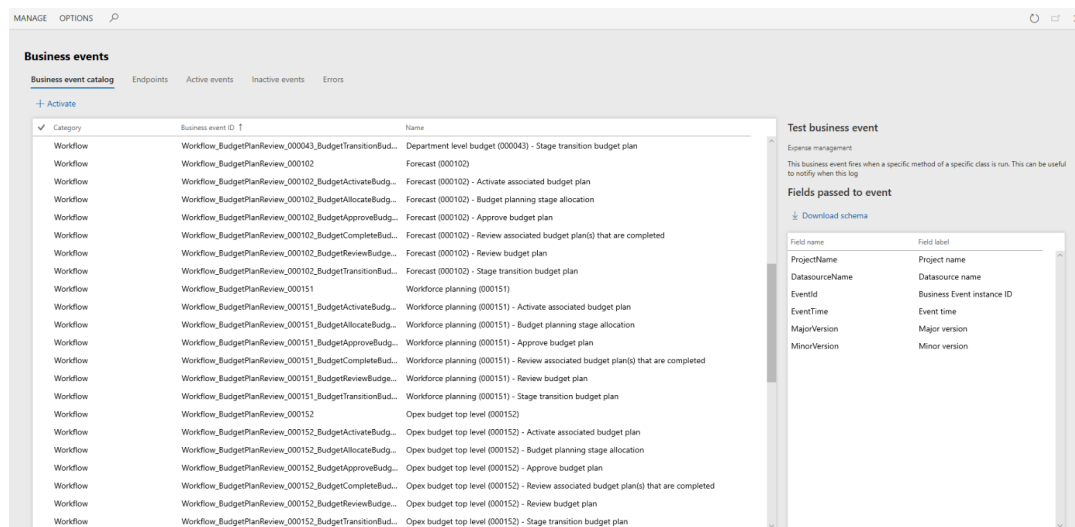 MANAGE OPTIONS
Business events
Business event catalog Endpoints Active events Inactive events Errors
+ Activate
Category Business event ID ↑ Name
Workflow Workflow_BudgetPlanReview_000043_BudgetTransitionBud... Department level budget (000043) - Stage transition budget plan
Workflow Workflow_BudgetPlanReview_000102 Forecast (000102)
Workflow Workflow_BudgetPlanReview_000102_BudgetActivateBudg... Forecast (000102) - Activate associated budget plan
Workflow Workflow_BudgetPlanReview_000102_BudgetAllocateBudg... Forecast (000102) - Budget planning stage allocation
Workflow Workflow_BudgetPlanReview_000102_BudgetApproveBudg... Forecast (000102) - Approve budget plan
Workflow Workflow_BudgetPlanReview_000102_BudgetCompleteBud... Forecast (000102) - Review associated budget plan(s) that are completed
Workflow Workflow_BudgetPlanReview_000102_BudgetReviewBudge... Forecast (000102) - Review budget plan
Workflow Workflow_BudgetPlanReview_000102_BudgetTransitionBud... Forecast (000102) - Stage transition budget plan
Workflow Workflow_BudgetPlanReview_000151 Workforce planning (000151)
Workflow Workflow_BudgetPlanReview_000151_BudgetActivateBudg... Workforce planning (000151) - Activate associated budget plan
Workflow Workflow_BudgetPlanReview_000151_BudgetAllocateBudg... Workforce planning (000151) - Budget planning stage allocation
Workflow Workflow_BudgetPlanReview_000151_BudgetApproveBudg... Workforce planning (000151) - Approve budget plan
Workflow Workflow_BudgetPlanReview_000151_BudgetCompleteBud... Workforce planning (000151) - Review associated budget plan(s) that are completed
Workflow Workflow_BudgetPlanReview_000151_BudgetReviewBudge... Workforce planning (000151) - Review budget plan
Workflow Workflow_BudgetPlanReview_000151_BudgetTransitionBud... Workforce planning (000151) - Stage transition budget plan
Workflow Workflow_BudgetPlanReview_000152 Opex budget top level (000152)
Workflow Workflow_BudgetPlanReview_000152_BudgetActivateBudg... Opex budget top level (000152) - Activate associated budget plan
Workflow Workflow_BudgetPlanReview_000152_BudgetAllocateBudg... Opex budget top level (000152) - Budget planning stage allocation
Workflow Workflow_BudgetPlanReview_000152_BudgetApproveBudg... Opex budget top level (000152) - Approve budget plan
Workflow Workflow_BudgetPlanReview_000152_BudgetCompleteBud... Opex budget top level (000152) - Review associated budget plan(s) that are completed
Workflow Workflow_BudgetPlanReview_000152_BudgetReviewBudge... Opex budget top level (000152) - Review budget plan
Workflow Workflow_BudgetPlanReview_000152_BudgetTransitionBud... Opex budget top level (000152) - Stage transition budget plan
Test business event
Expense management
This business event fires when a specific method of a specific class is run. This can be useful
to notifiy when this log
Fields passed to event
Download schema
Field name Field label
ProjectName Project name
DatasourceName Datasource name
EventId Business Event instance ID
EventTime Event time
MajorVersion Major version
MinorVersion Minor version